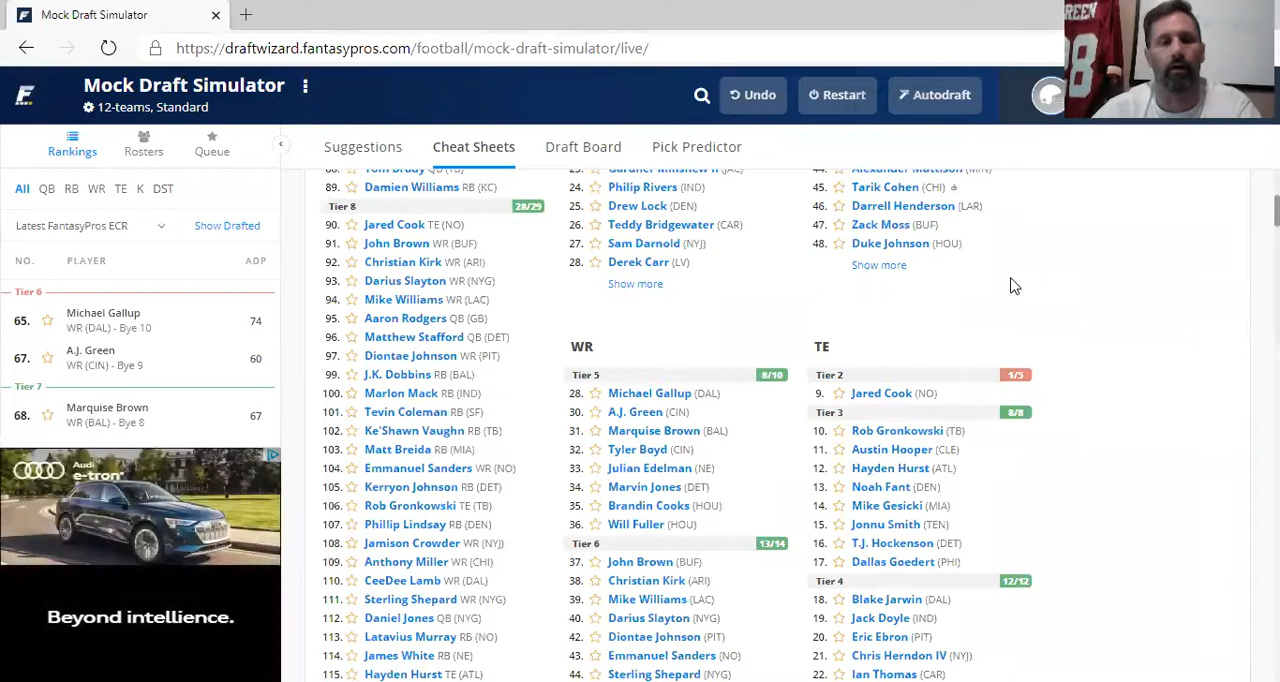 Mock Draft Simulator
https://draftwizard.fantasypros.com/football/mock-draft-simulator/live/
Mock Draft Simulator
12-teams, Standard
Undo
Restart
Autodraft
REEN
8
Rankings
Rosters
Queue
Suggestions
Cheat Sheets
Draft Board
Pick Predictor
All QB RB WR TE K DST
Latest FantasyPros ECR
Show Drafted
NO. PLAYER ADP
Tier 6
65. Michael Gallup 74
WR (DAL) - Bye 10
67. A.J. Green 60
WR (CIN) - Bye 9
Tier 7
68. Marquise Brown 67
WR (BAL) - Bye 8
Audi
e-tron
Beyond intellience.
88. Tom Brady QB (TB)
89. Damien Williams RB (KC)
Tier 8 28/29
90. Jared Cook TE (NO)
91. John Brown WR (BUF)
92. Christian Kirk WR (ARI)
93. Darius Slayton WR (NYG)
94. Mike Williams WR (LAC)
95. Aaron Rodgers QB (GB)
96. Matthew Stafford QB (DET)
97. Diontae Johnson WR (PIT)
99. J.K. Dobbins RB (BAL)
100. Marlon Mack RB (IND)
101. Tevin Coleman RB (SF)
102. Ke'Shawn Vaughn RB (TB)
103. Matt Breida RB (MIA)
104. Emmanuel Sanders WR (NO)
105. Kerryon Johnson RB (DET)
106. Rob Gronkowski TE (TB)
107. Phillip Lindsay RB (DEN)
108. Jamison Crowder WR (NYJ)
109. Anthony Miller WR (CHI)
110. CeeDee Lamb WR (DAL)
111. Sterling Shepard WR (NYG)
112. Daniel Jones QB (NYG)
113. Latavius Murray RB (NO)
114. James White RB (NE)
115. Hayden Hurst TE (ATL)
23. Gardner Minshew II (JAC)
24. Philip Rivers (IND)
25. Drew Lock (DEN)
26. Teddy Bridgewater (CAR)
27. Sam Darnold (NYJ)
28. Derek Carr (LV)
Show more
44. Alexander Mattison (MIN)
45. Tarik Cohen (CHI)
46. Darrell Henderson (LAR)
47. Zack Moss (BUF)
48. Duke Johnson (HOU)
Show more
WR
Tier 5 8/10
28. Michael Gallup (DAL)
30. A.J. Green (CIN)
31. Marquise Brown (BAL)
32. Tyler Boyd (CIN)
33. Julian Edelman (NE)
34. Marvin Jones (DET)
35. Brandin Cooks (HOU)
36. Will Fuller (HOU)
Tier 6 13/14
37. John Brown (BUF)
38. Christian Kirk (ARI)
39. Mike Williams (LAC)
40. Darius Slayton (NYG)
42. Diontae Johnson (PIT)
43. Emmanuel Sanders (NO)
44. Sterling Shepard (NYG)
TE
Tier 2 1/5
9. Jared Cook (NO)
Tier 3 8/8
10. Rob Gronkowski (TB)
11. Austin Hooper (CLE)
12. Hayden Hurst (ATL)
13. Noah Fant (DEN)
14. Mike Gesicki (MIA)
15. Jonnu Smith (TEN)
16. T.J. Hockenson (DET)
17. Dallas Goedert (PHI)
Tier 4 12/12
18. Blake Jarwin (DAL)
19. Jack Doyle (IND)
20. Eric Ebron (PIT)
21. Chris Herndon IV (NYJ)
22. Ian Thomas (CAR)